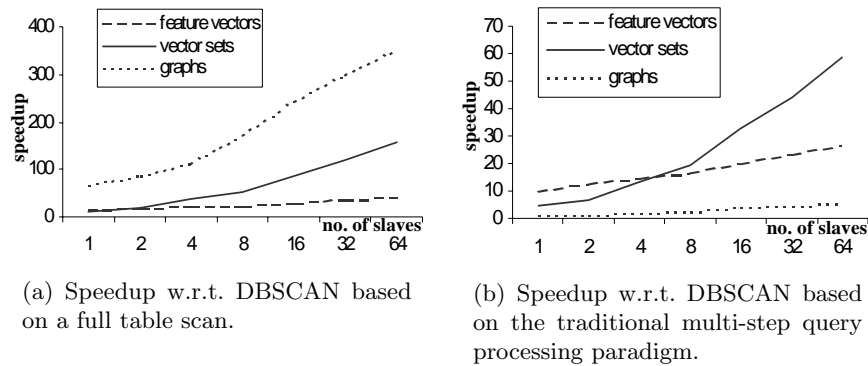 400
300
200
100
0
speedup
feature vectors
vector sets
graphs
1 2 4 8 16 32 64
no. of slaves
(a) Speedup w.r.t. DBSCAN based
on a full table scan.
70
60
50
40
30
20
10
0
speedup
feature vectors
vector sets
graphs
1 2 4 8 16 32 64
no. of slaves
(b) Speedup w.r.t. DBSCAN based
on the traditional multi-step query
processing paradigm.